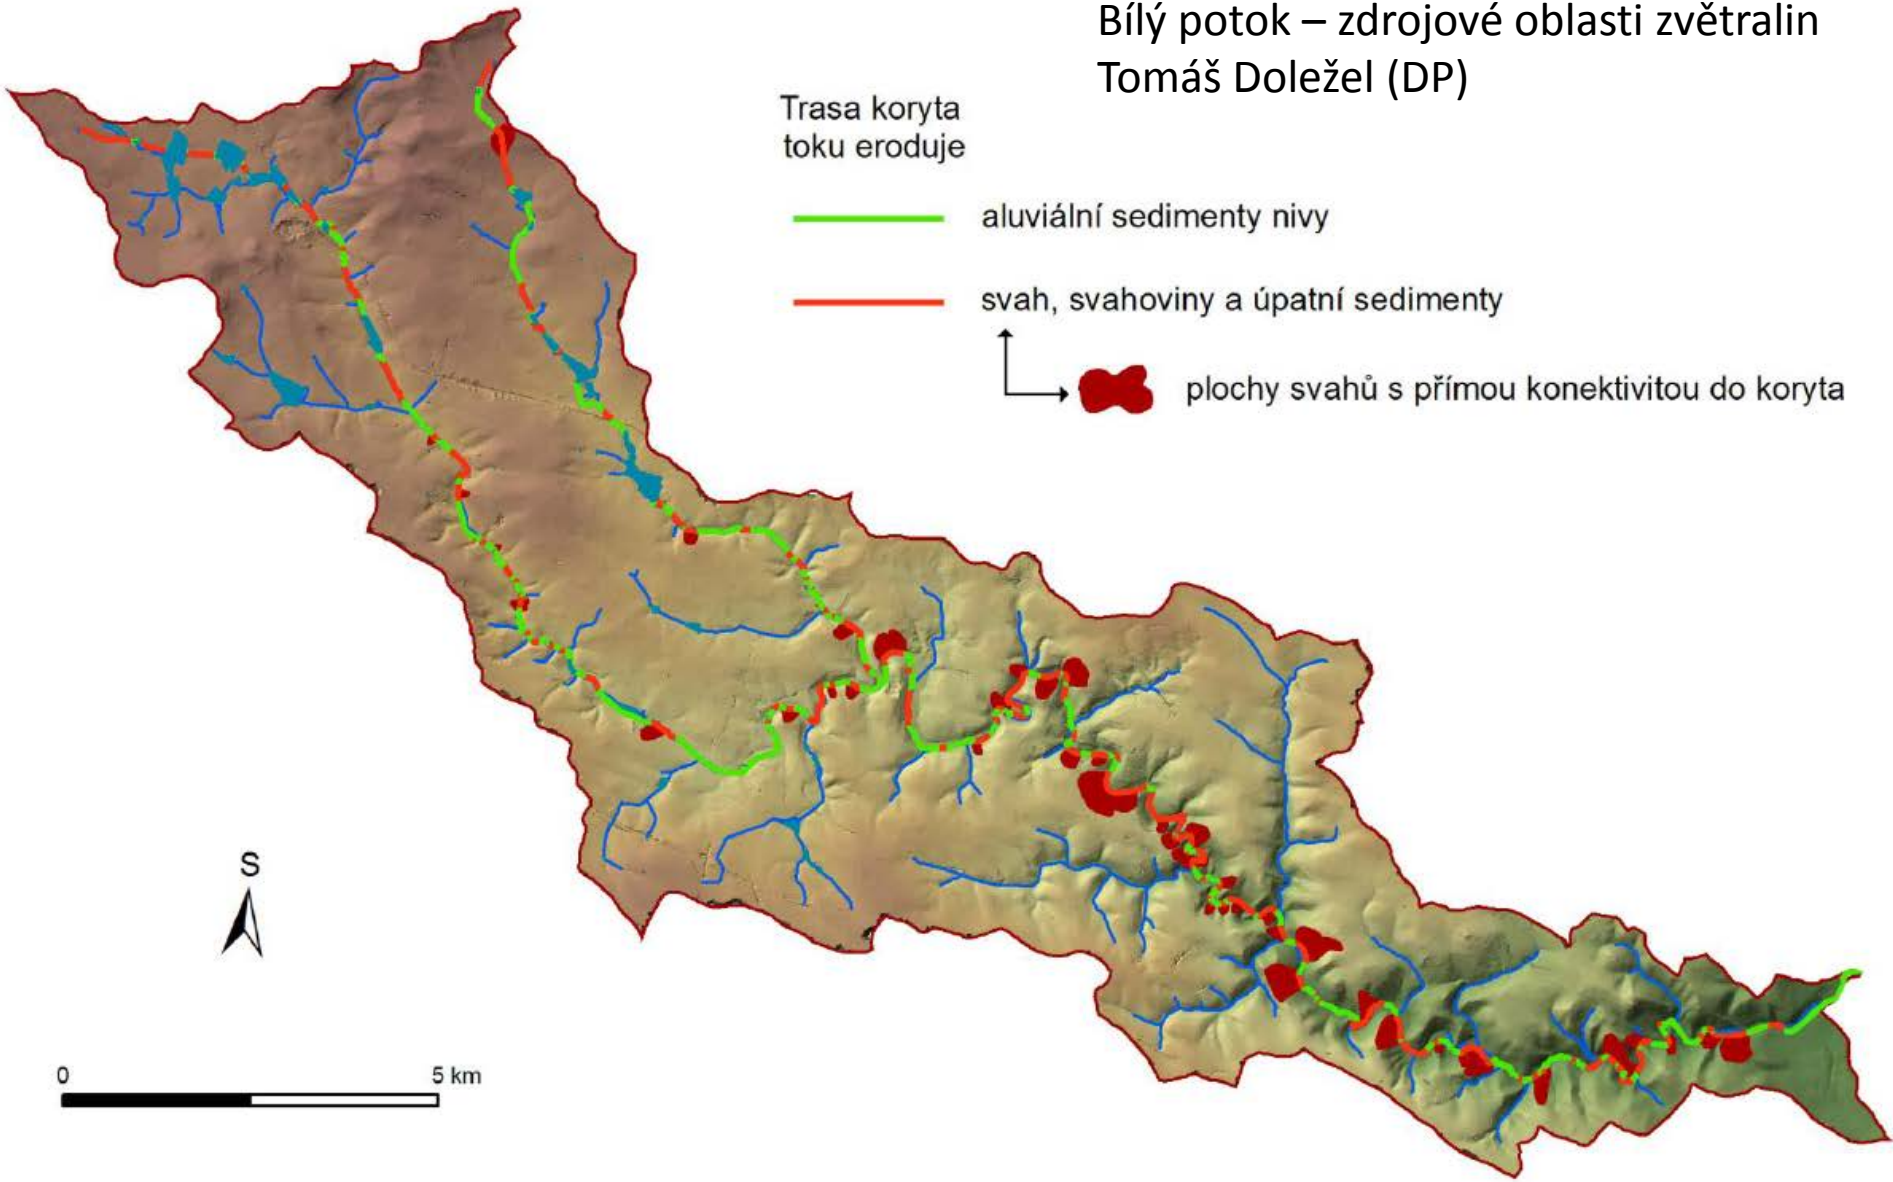 Bílý potok – zdrojové oblasti zvětralin
Tomáš Doležel (DP)
Trasa koryta
toku eroduje
aluviální sedimenty nivy
svah, svahoviny a úpatní sedimenty
plochy svahů s přímou konektivitou do koryta
S
0 5 km